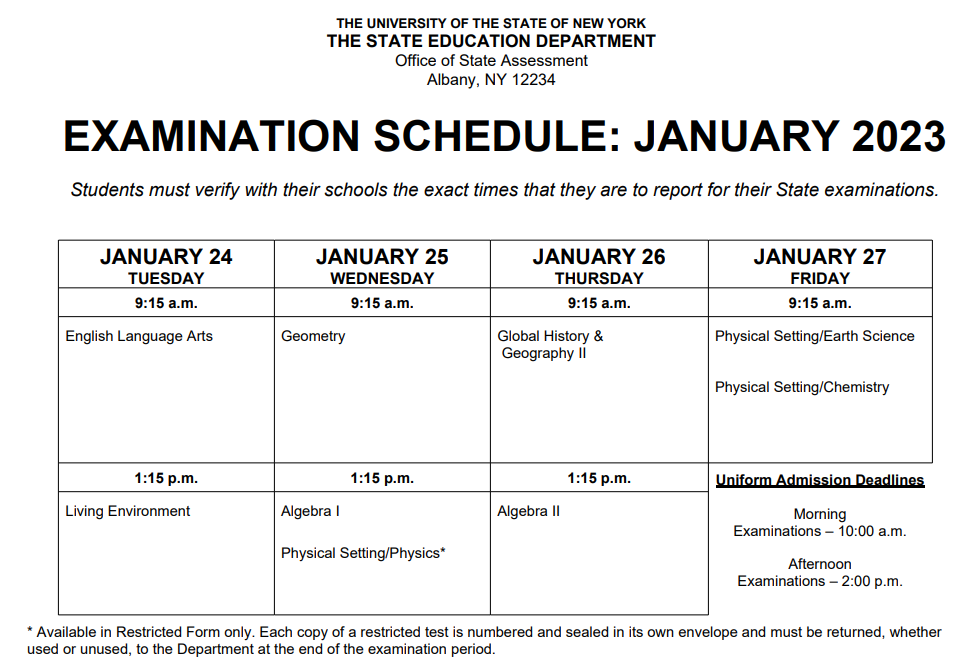 THE UNIVERSITY OF THE STATE OF NEW YORK
THE STATE EDUCATION DEPARTMENT
Office of State Assessment
Albany, NY 12234
EXAMINATION SCHEDULE: JANUARY 2023
Students must verify with their schools the exact times that they are to report for their State examinations.
JANUARY 24
TUESDAY
JANUARY 25
WEDNESDAY
JANUARY 26
THURSDAY
JANUARY 27
FRIDAY
9:15 a.m.
9:15 a.m.
9:15 a.m.
9:15 a.m.
English Language Arts
Geometry
Global History &
Geography II
Physical Setting/Earth Science
Physical Setting/Chemistry
1:15 p.m.
1:15 p.m.
1:15 p.m.
Uniform Admission Deadlines
Living Environment
Algebra I
Physical Setting/Physics*
Algebra II
Morning
Examinations – 10:00 a.m.
Afternoon
Examinations – 2:00 p.m.
* Available in Restricted Form only. Each copy of a restricted test is numbered and sealed in its own envelope and must be returned, whether
used or unused, to the Department at the end of the examination period.